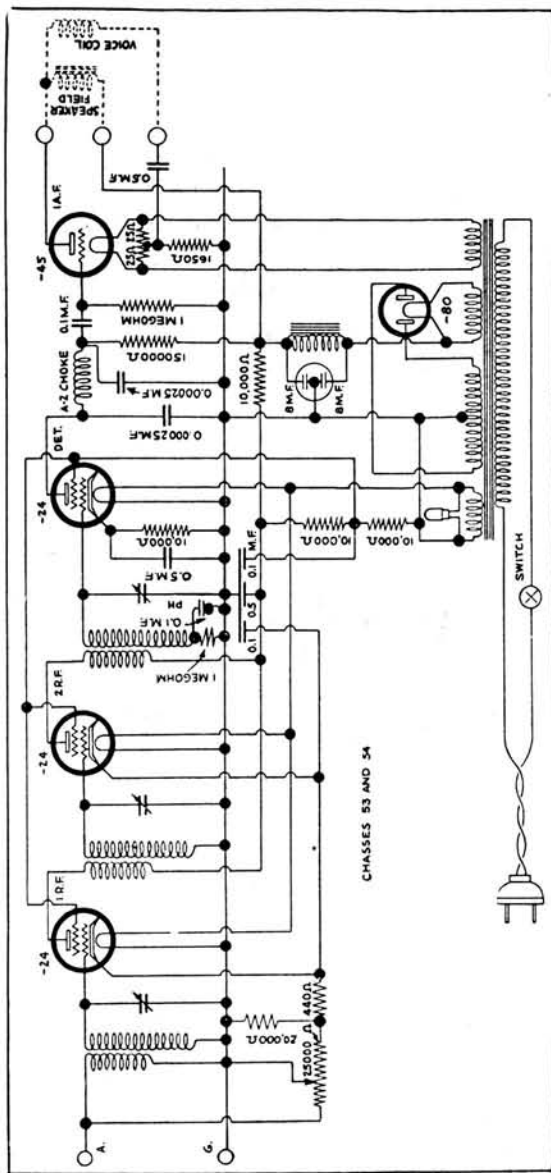 VOICE COIL
SPEAKER
FIELD
0.5 M.F.
1 A.F.
-45
25Ω 25Ω
1650Ω
0.1 M.F.
1 MEGOHM
150000Ω
A-Z CHOKE
0.00025 M.F.
0.00025 M.F.
10,000Ω
8 M.F.
8 M.F.
-80
DET.
-24
10,000Ω
0.5 M.F.
PH
0.1 M.F.
1 MEGOHM
0.1 0.5 0.1 M.F.
10,000Ω
10,000Ω
2 R.F.
-24
1 R.F.
-24
20,000Ω
25000Ω
440Ω
A.
G.
CHASSES 53 AND 54
SWITCH